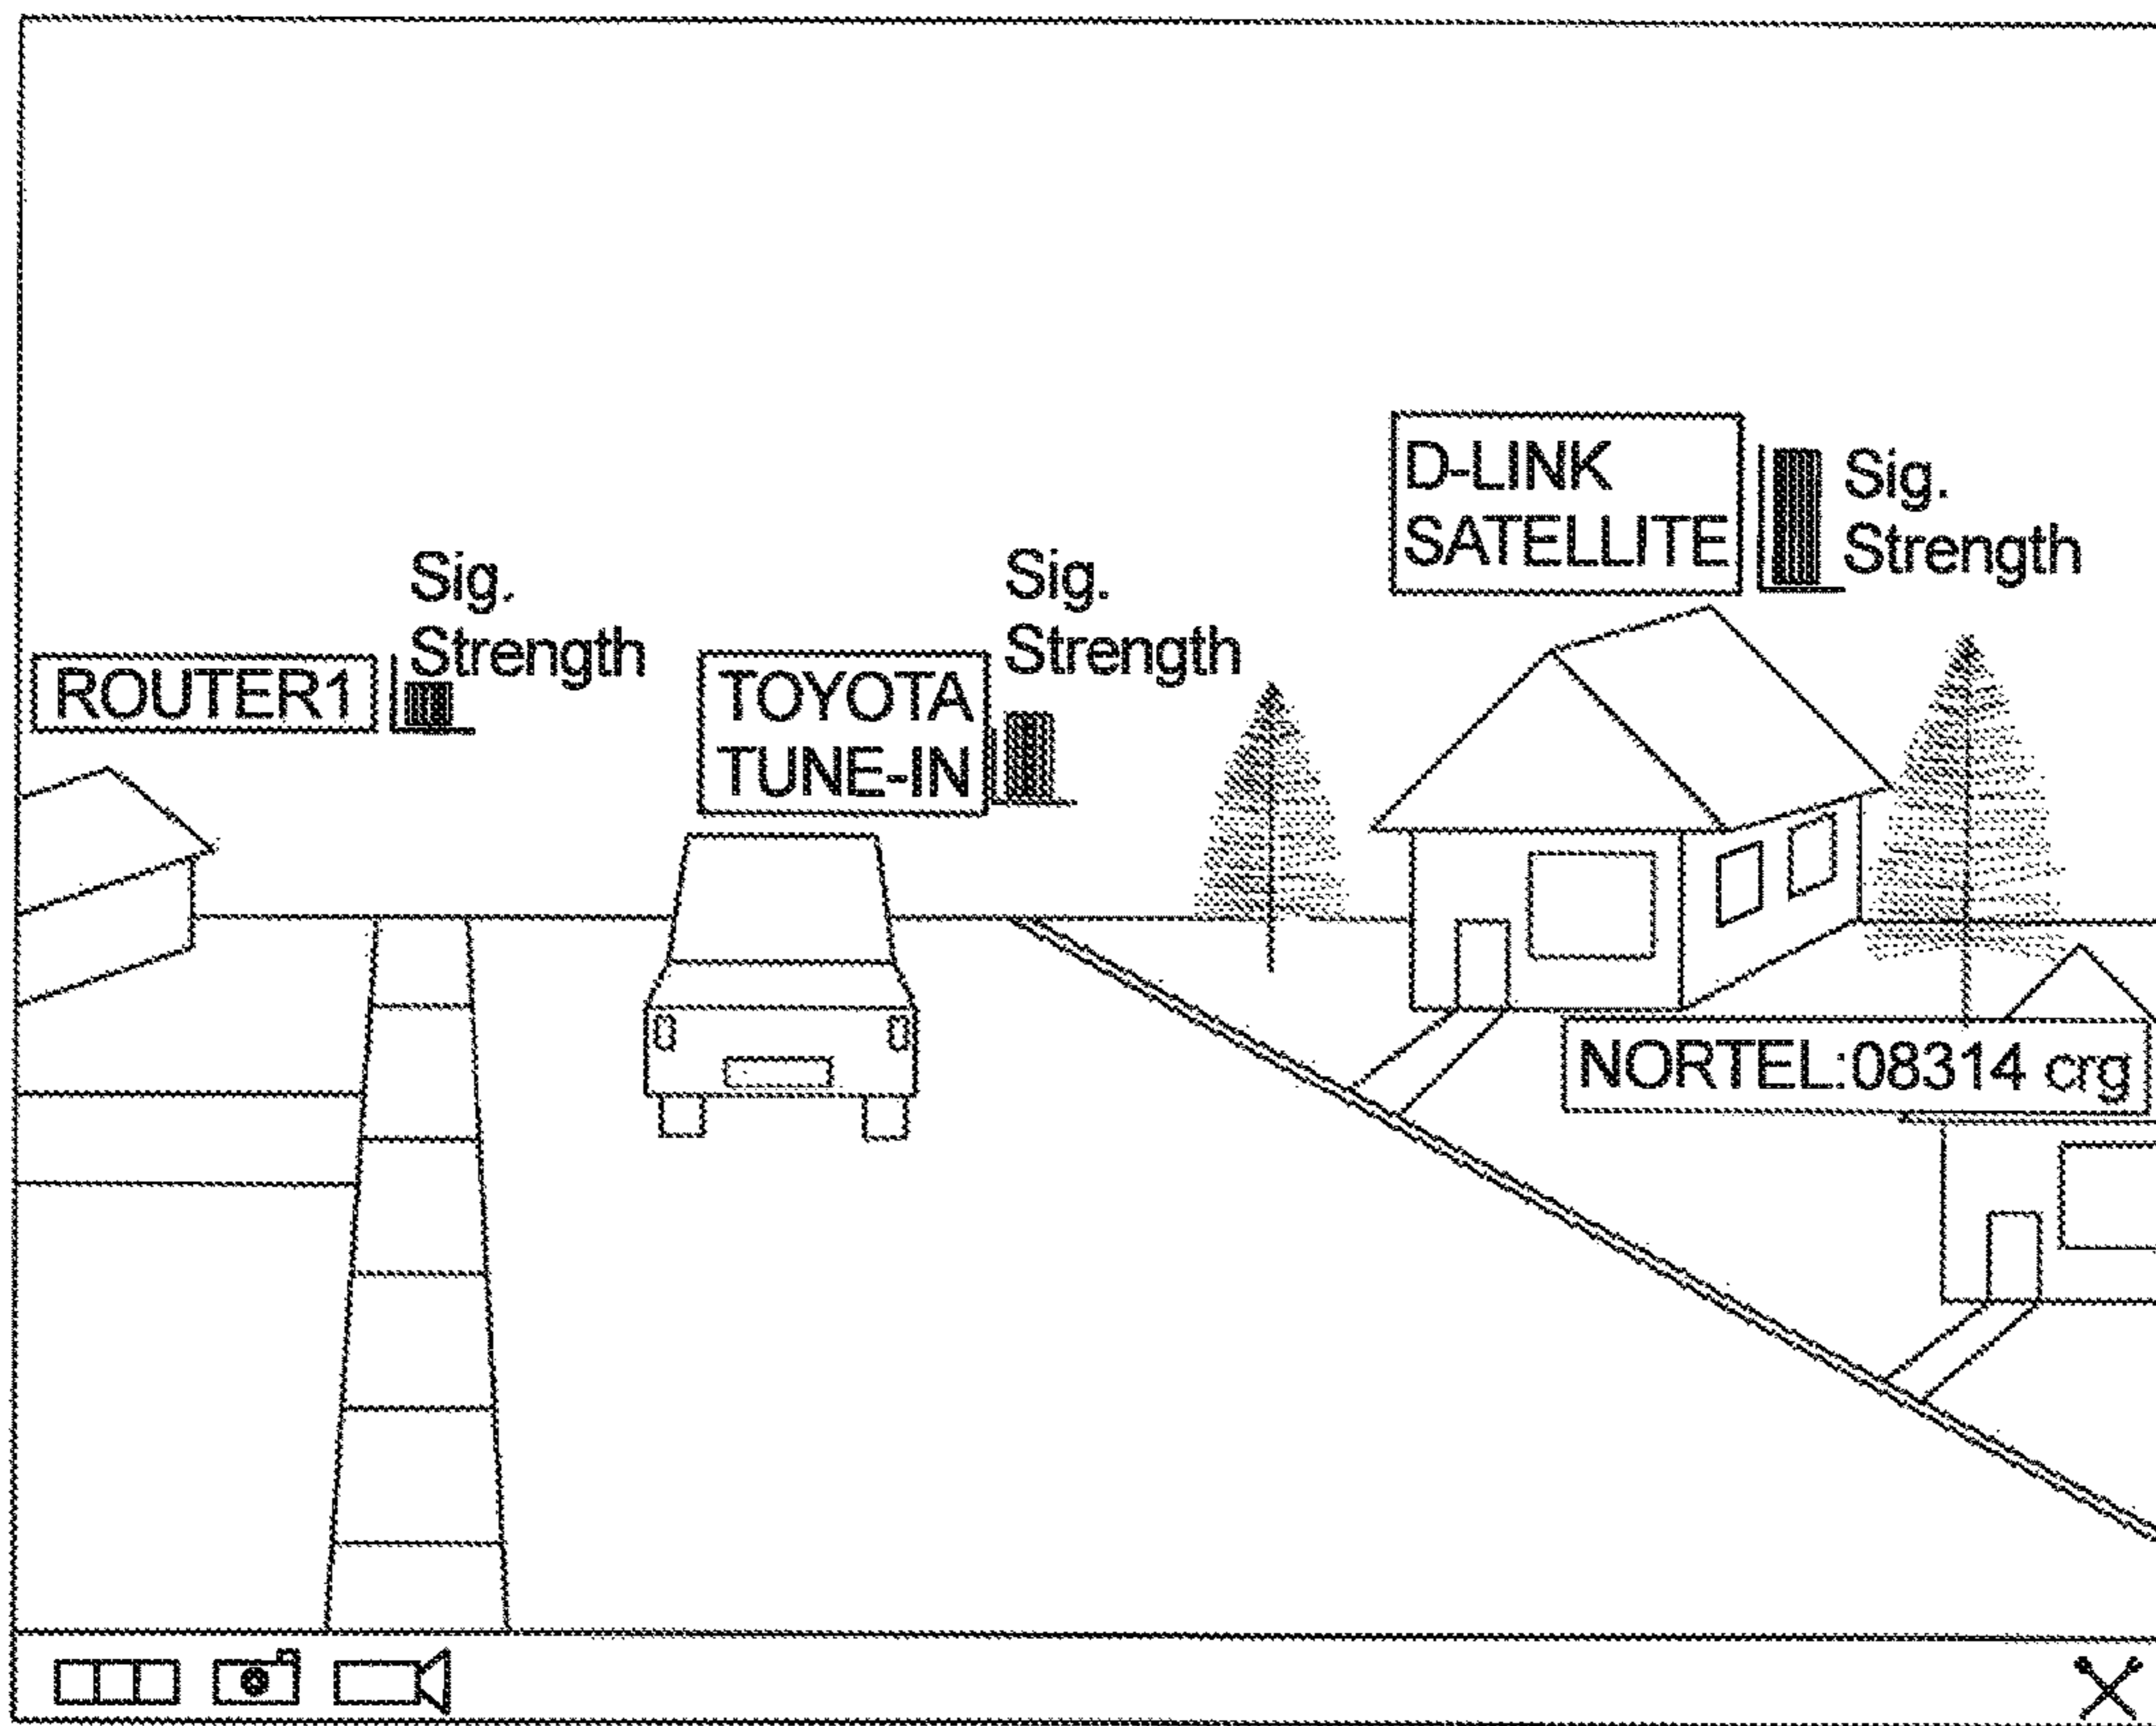 D-LINK
SATELLITE
Sig.
Strength
Sig.
Strength
Sig.
Strength
ROUTER1
TOYOTA
TUNE-IN
NORTEL:08314 crg